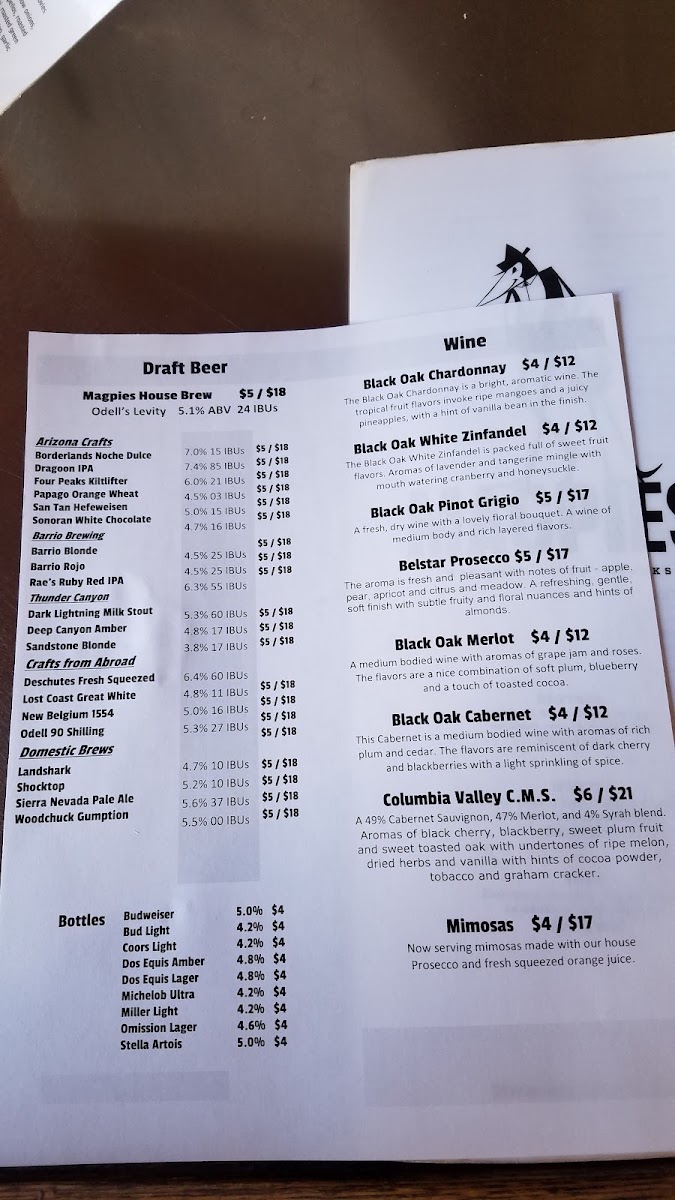 Draft Beer
Magpies House Brew $5 / $18
Odell's Levity 5.1% ABV 24 IBUs
Arizona Crafts
Borderlands Noche Dulce 7.0% 15 IBUs $5 / $18
Dragoon IPA 7.4% 85 IBUs $5 / $18
Four Peaks Kiltlifter 6.0% 21 IBUs $5 / $18
Papago Orange Wheat 4.5% 03 IBUs $5 / $18
San Tan Hefeweisen 5.0% 15 IBUs $5 / $18
Sonoran White Chocolate 4.7% 16 IBUs $5 / $18
Barrio Brewing
Barrio Blonde 4.5% 25 IBUs $5 / $18
Barrio Rojo 4.5% 25 IBUs $5 / $18
Rae's Ruby Red IPA 6.3% 55 IBUs $5 / $18
Thunder Canyon
Dark Lightning Milk Stout 5.3% 60 IBUs $5 / $18
Deep Canyon Amber 4.8% 17 IBUs $5 / $18
Sandstone Blonde 3.8% 17 IBUs $5 / $18
Crafts from Abroad
Deschutes Fresh Squeezed 6.4% 60 IBUs $5 / $18
Lost Coast Great White 4.8% 11 IBUs $5 / $18
New Belgium 1554 5.0% 16 IBUs $5 / $18
Odell 90 Shilling 5.3% 27 IBUs $5 / $18
Domestic Brews
Landshark 4.7% 10 IBUs $5 / $18
Shocktop 5.2% 10 IBUs $5 / $18
Sierra Nevada Pale Ale 5.6% 37 IBUs $5 / $18
Woodchuck Gumption 5.5% 00 IBUs $5 / $18
Bottles
Budweiser 5.0% $4
Bud Light 4.2% $4
Coors Light 4.2% $4
Dos Equis Amber 4.8% $4
Dos Equis Lager 4.8% $4
Michelob Ultra 4.2% $4
Miller Light 4.2% $4
Omission Lager 4.6% $4
Stella Artois 5.0% $4
Wine
Black Oak Chardonnay $4 / $12
The Black Oak Chardonnay is a bright, aromatic wine. The
tropical fruit flavors invoke ripe mangoes and a juicy
pineapples, with a hint of vanilla bean in the finish.
Black Oak White Zinfandel $4 / $12
The Black Oak White Zinfandel is packed full of sweet fruit
flavors. Aromas of lavender and tangerine mingle with
mouth watering cranberry and honeysuckle.
Black Oak Pinot Grigio $5 / $17
A fresh, dry wine with a lovely floral bouquet. A wine of
medium body and rich layered flavors.
Belstar Prosecco $5 / $17
The aroma is fresh and pleasant with notes of fruit - apple,
pear, apricot and citrus and meadow. A refreshing, gentle,
soft finish with subtle fruity and floral nuances and hints of
almonds.
Black Oak Merlot $4 / $12
A medium bodied wine with aromas of grape jam and roses.
The flavors are a nice combination of soft plum, blueberry
and a touch of toasted cocoa.
Black Oak Cabernet $4 / $12
This Cabernet is a medium bodied wine with aromas of rich
plum and cedar. The flavors are reminiscent of dark cherry
and blackberries with a light sprinkling of spice.
Columbia Valley C.M.S. $6 / $21
A 49% Cabernet Sauvignon, 47% Merlot, and 4% Syrah blend.
Aromas of black cherry, blackberry, sweet plum fruit
and sweet toasted oak with undertones of ripe melon,
dried herbs and vanilla with hints of cocoa powder,
tobacco and graham cracker.
Mimosas $4 / $17
Now serving mimosas made with our house
Prosecco and fresh squeezed orange juice.